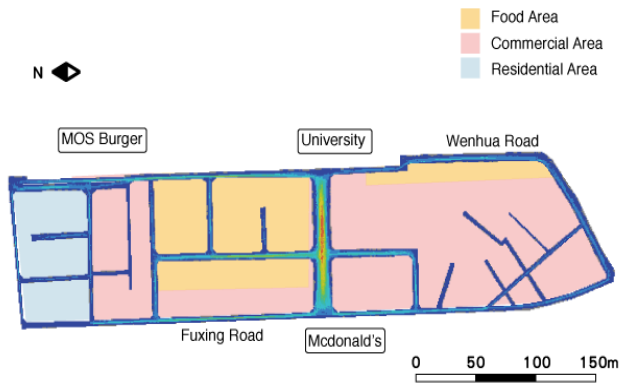 Food Area
Commercial Area
Residential Area
N
MOS Burger
University
Wenhua Road
Fuxing Road
Mcdonald's
0 50 100 150m